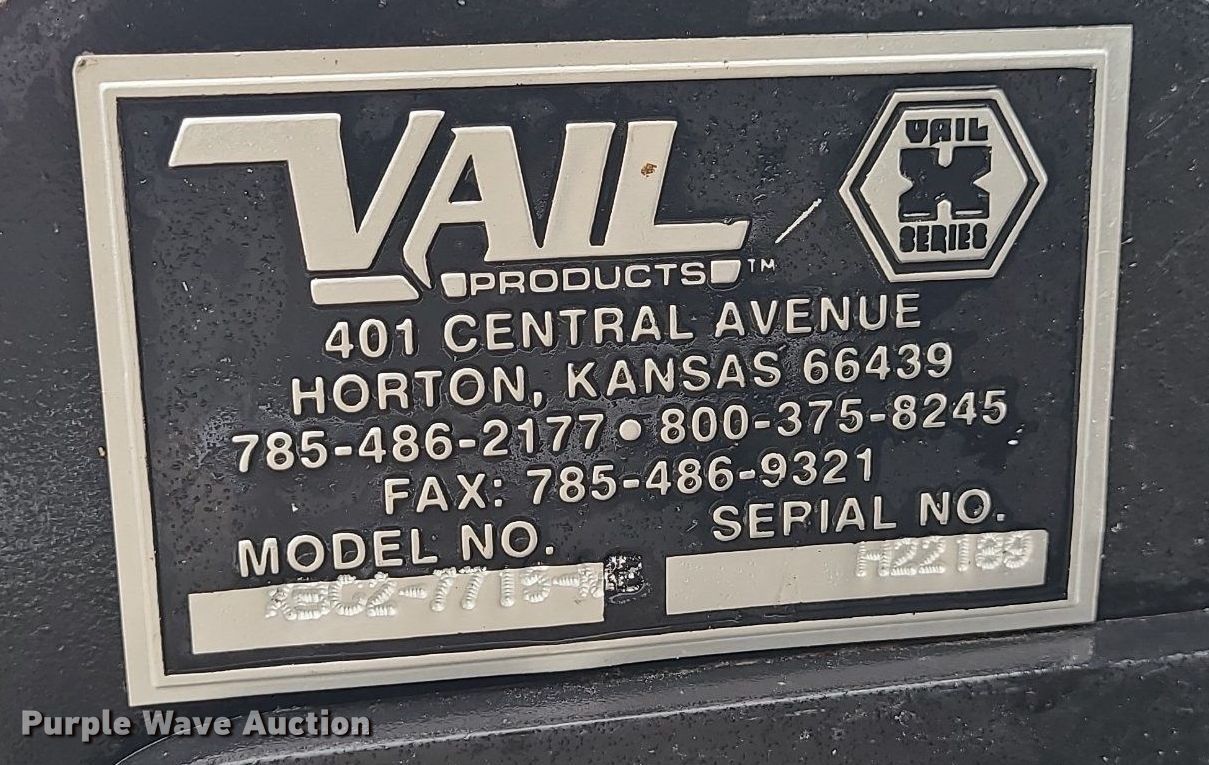 VAIL
PRODUCTS™
VAIL
X
SERIES
401 CENTRAL AVENUE
HORTON, KANSAS 66439
785-486-2177 • 800-375-8245
FAX: 785-486-9321
MODEL NO.
SERIAL NO.
Purple Wave Auction